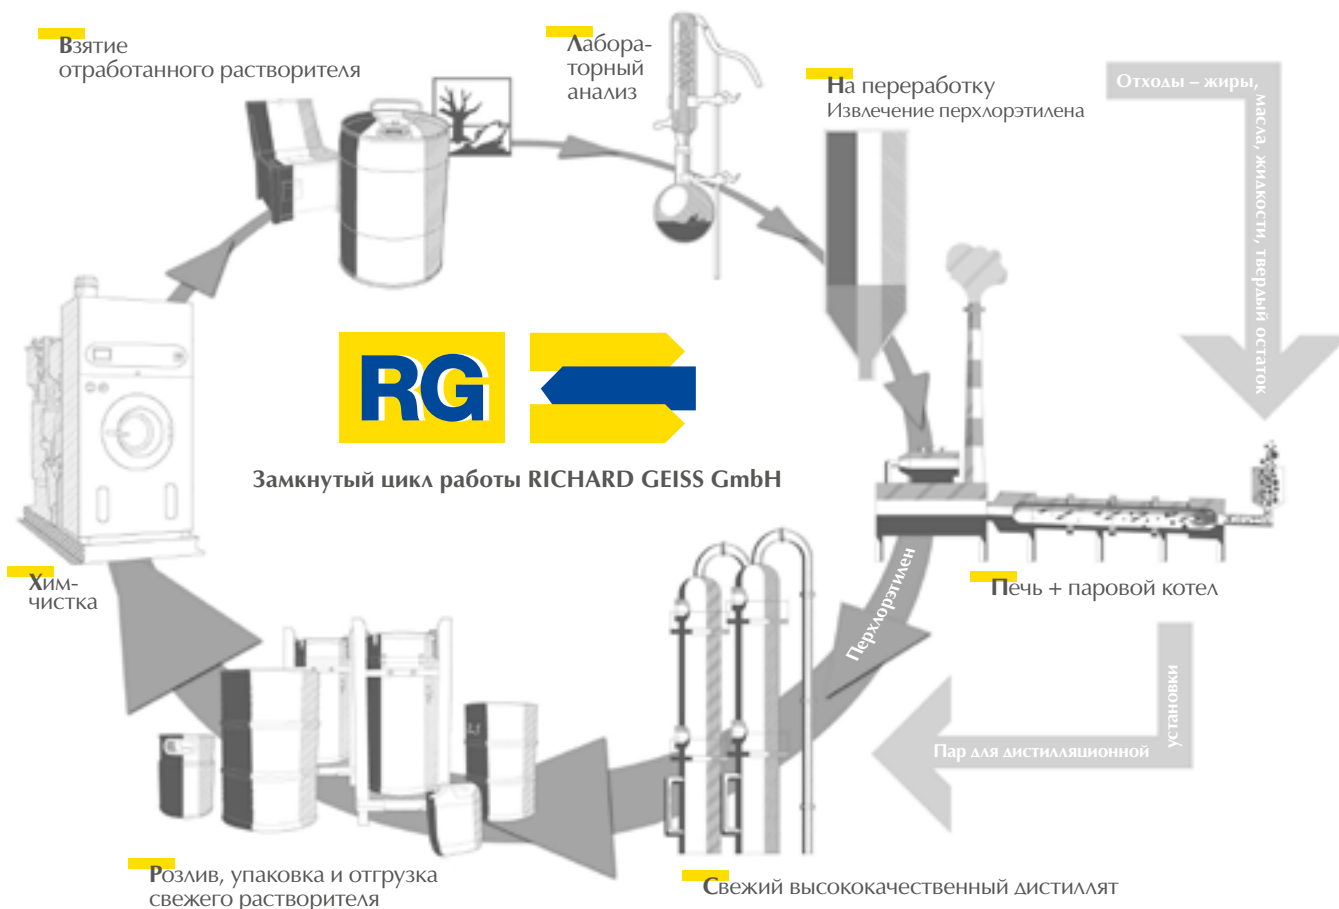 Взятие
отработанного растворителя
Лабора-
торный
анализ
На переработку
Извлечение перхлорэтилена
Отходы – жиры,
масла, жидкости, твердый остаток
RG
Замкнутый цикл работы RICHARD GEISS GmbH
Хим-
чистка
Печь + паровой котел
Перхлорэтилен
Пар для дистилляционной
установки
Розлив, упаковка и отгрузка
свежего растворителя
Свежий высококачественный дистиллят